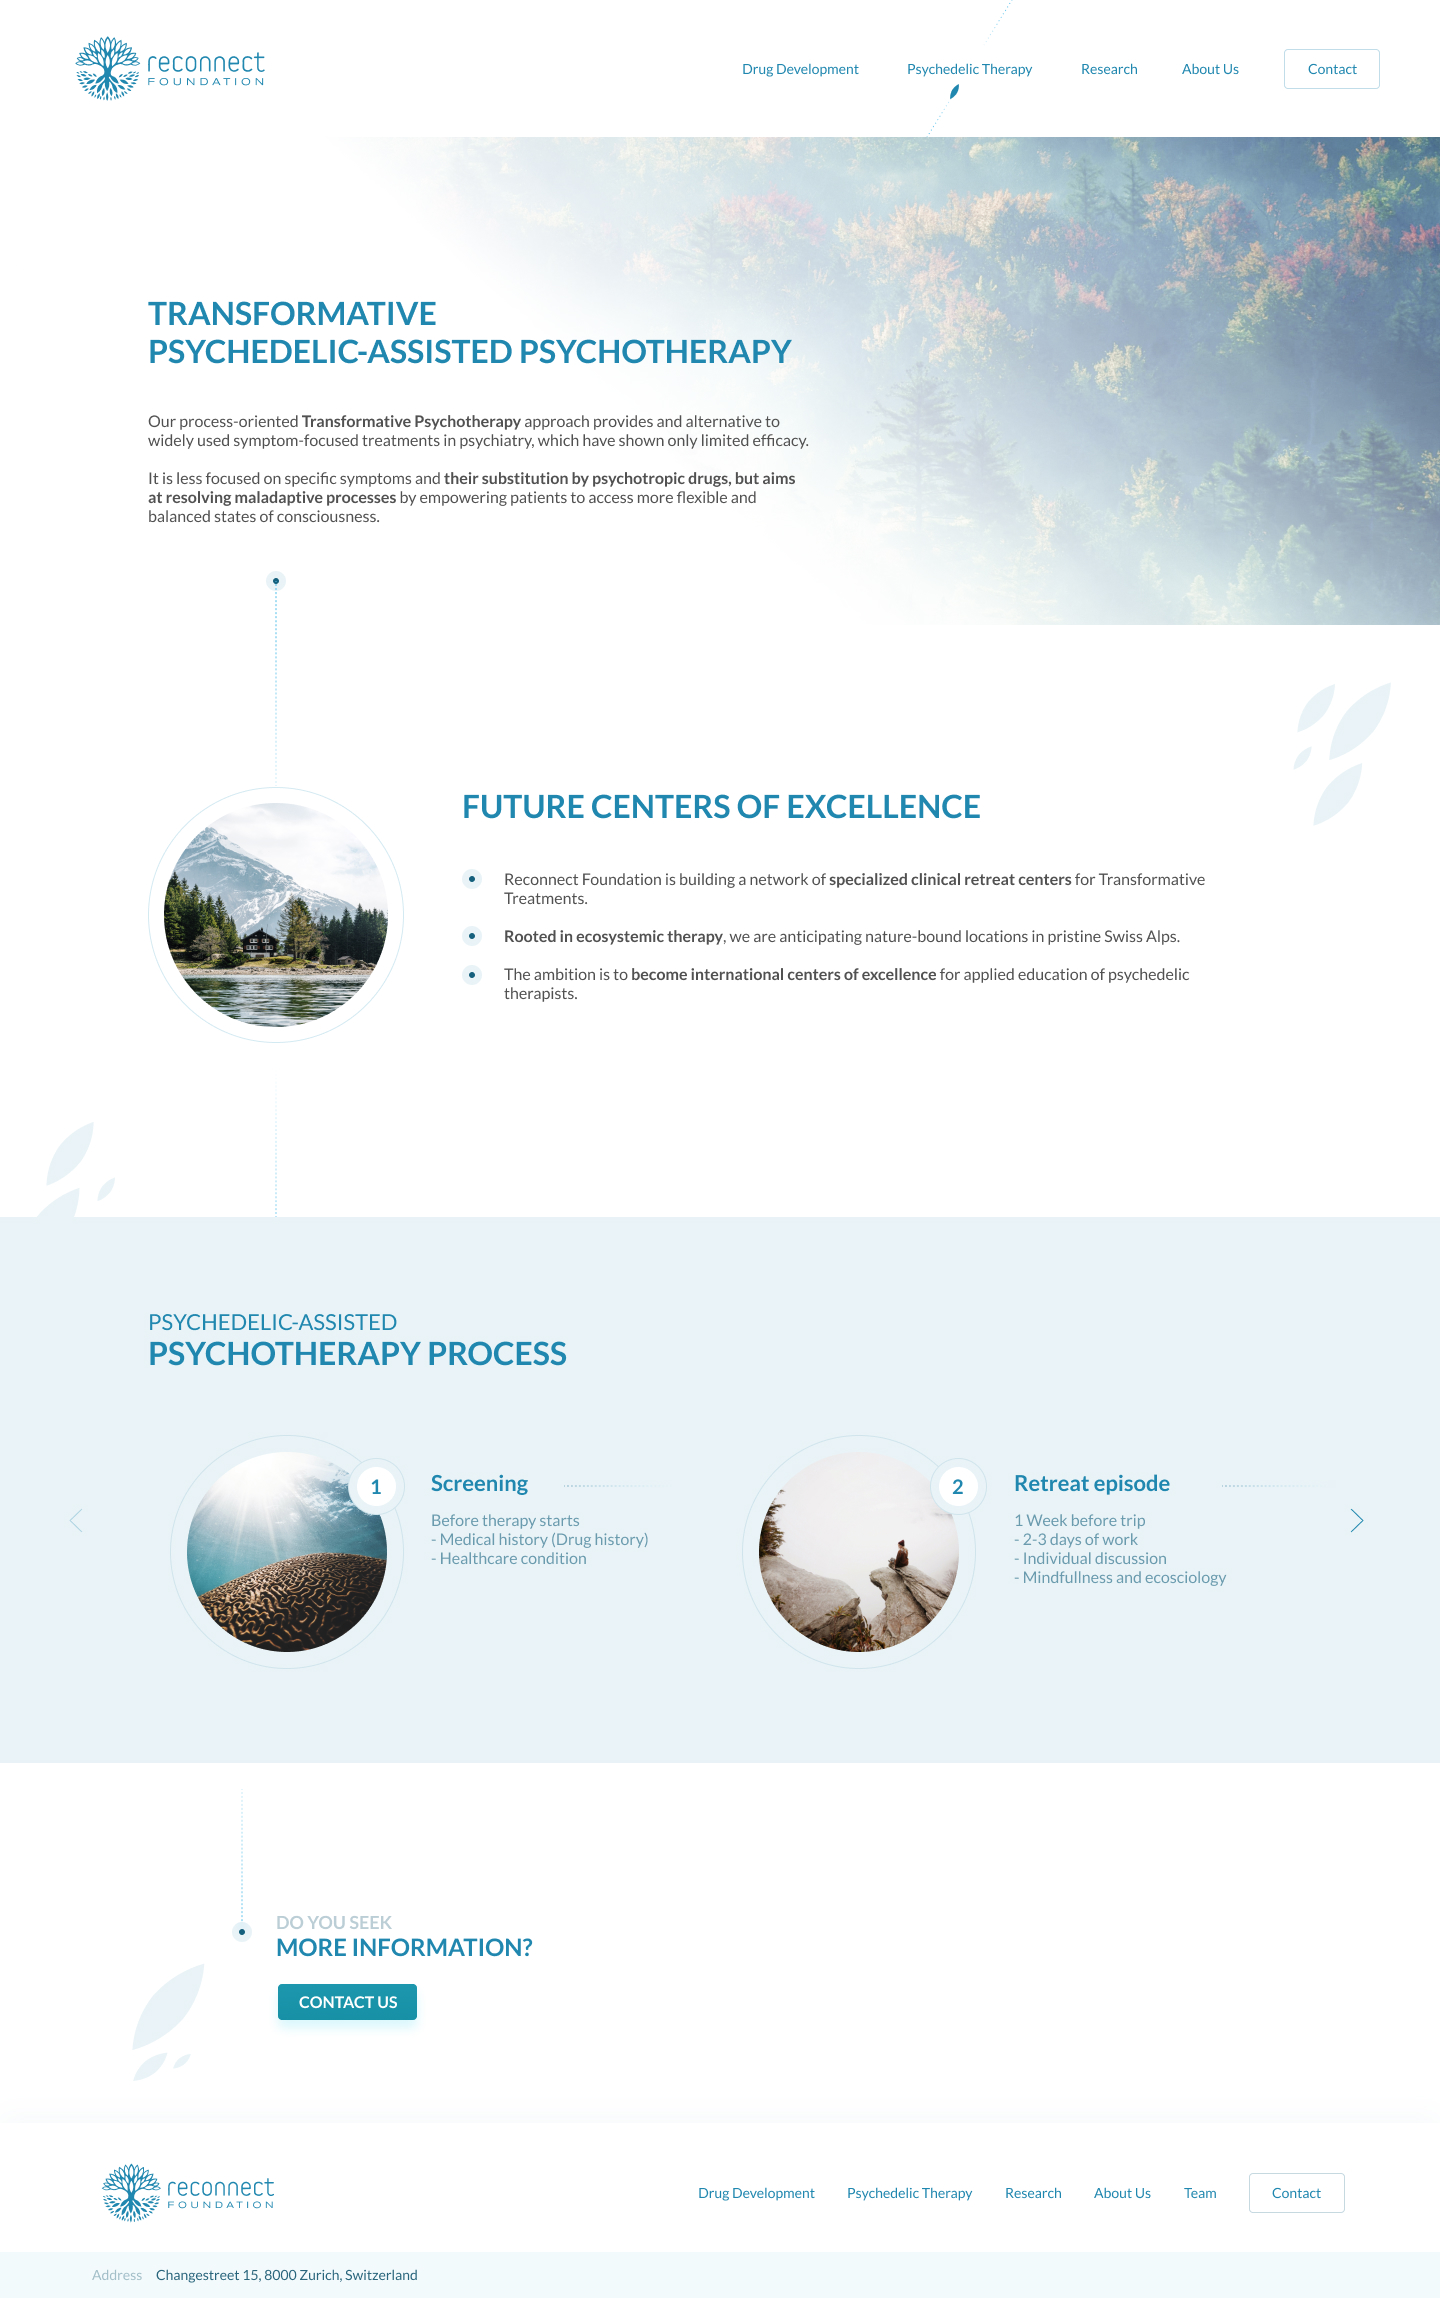 reconnect
FOUNDATION
Drug Development
Psychedelic Therapy
Research
About Us
Contact
TRANSFORMATIVE
PSYCHEDELIC-ASSISTED PSYCHOTHERAPY
Our process-oriented Transformative Psychotherapy approach provides and alternative to
widely used symptom-focused treatments in psychiatry, which have shown only limited efficacy.
It is less focused on specific symptoms and their substitution by psychotropic drugs, but aims
at resolving maladaptive processes by empowering patients to access more flexible and
balanced states of consciousness.
FUTURE CENTERS OF EXCELLENCE
Reconnect Foundation is building a network of specialized clinical retreat centers for Transformative
Treatments.
Rooted in ecosystemic therapy, we are anticipating nature-bound locations in pristine Swiss Alps.
The ambition is to become international centers of excellence for applied education of psychedelic
therapists.
PSYCHEDELIC-ASSISTED
PSYCHOTHERAPY PROCESS
1
Screening
Before therapy starts
- Medical history (Drug history)
- Healthcare condition
2
Retreat episode
1 Week before trip
- 2-3 days of work
- Individual discussion
- Mindfullness and ecosciology
DO YOU SEEK
MORE INFORMATION?
CONTACT US
reconnect
FOUNDATION
Drug Development
Psychedelic Therapy
Research
About Us
Team
Contact
Address Changestreet 15, 8000 Zurich, Switzerland